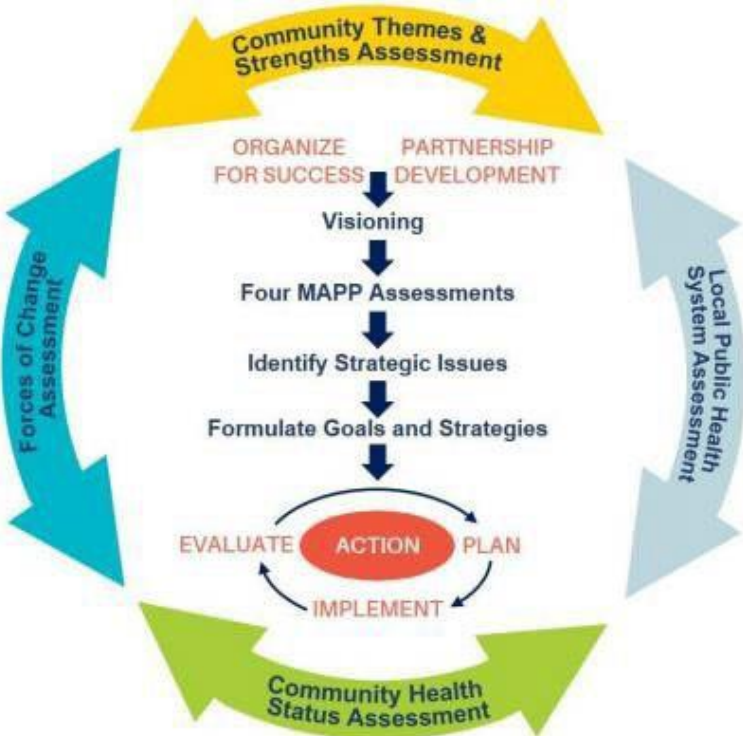 Community Themes &
Strengths Assessment
ORGANIZE
FOR SUCCESS
PARTNERSHIP
DEVELOPMENT
Visioning
Four MAPP Assessments
Identify Strategic Issues
Formulate Goals and Strategies
EVALUATE
ACTION
PLAN
IMPLEMENT
Forces of Change
Assessment
Local Public Health
System Assessment
Community Health
Status Assessment